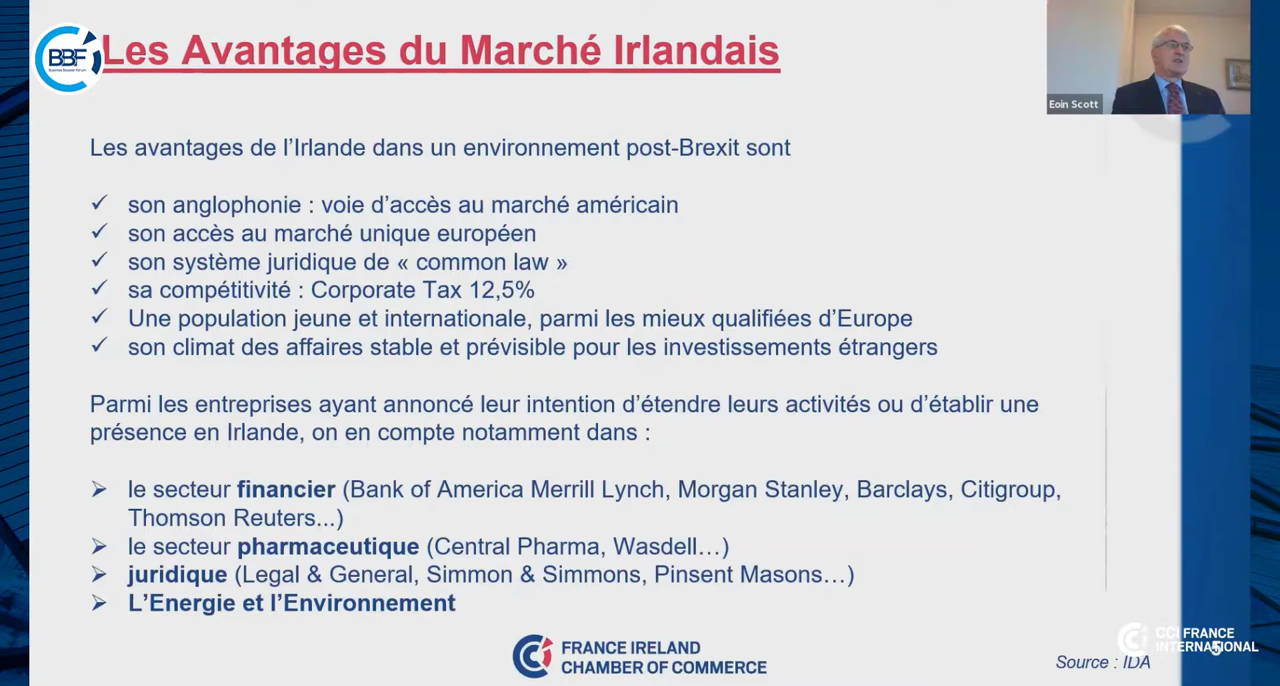 BBF
Les Avantages du Marché Irlandais
Eoin Scott
Les avantages de l’Irlande dans un environnement post-Brexit sont
✓ son anglophonie : voie d’accès au marché américain
✓ son accès au marché unique européen
✓ son système juridique de « common law »
✓ sa compétitivité : Corporate Tax 12,5%
✓ Une population jeune et internationale, parmi les mieux qualifiées d’Europe
✓ son climat des affaires stable et prévisible pour les investissements étrangers
Parmi les entreprises ayant annoncé leur intention d’étendre leurs activités ou d’établir une
présence en Irlande, on en compte notamment dans :
➢ le secteur financier (Bank of America Merrill Lynch, Morgan Stanley, Barclays, Citigroup,
Thomson Reuters...)
➢ le secteur pharmaceutique (Central Pharma, Wasdell…)
➢ juridique (Legal & General, Simmon & Simmons, Pinsent Masons…)
➢ L’Energie et l’Environnement
FRANCE IRELAND
CHAMBER OF COMMERCE
CCI FRANCE
INTERNATIONAL
5
Source : IDA